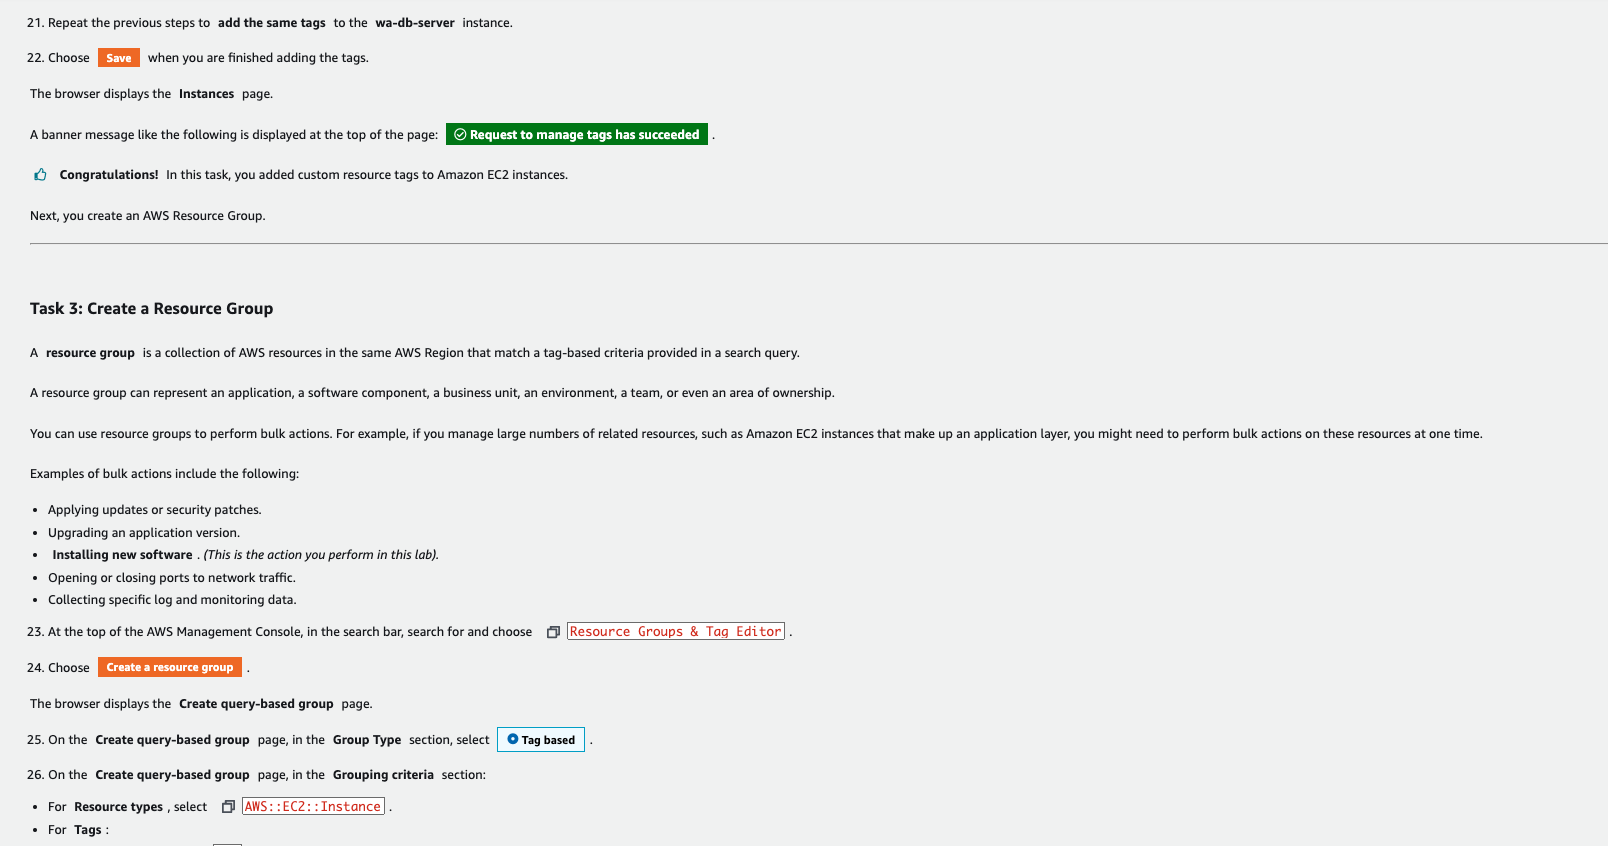 21. Repeat the previous steps to add the same tags to the wa-db-server instance.
22. Choose Save when you are finished adding the tags.
The browser displays the Instances page.
A banner message like the following is displayed at the top of the page: Request to manage tags has succeeded .
Congratulations! In this task, you added custom resource tags to Amazon EC2 instances.
Next, you create an AWS Resource Group.
Task 3: Create a Resource Group
A resource group is a collection of AWS resources in the same AWS Region that match a tag-based criteria provided in a search query.
A resource group can represent an application, a software component, a business unit, an environment, a team, or even an area of ownership.
You can use resource groups to perform bulk actions. For example, if you manage large numbers of related resources, such as Amazon EC2 instances that make up an application layer, you might need to perform bulk actions on these resources at one time.
Examples of bulk actions include the following:
• Applying updates or security patches.
• Upgrading an application version.
• Installing new software . (This is the action you perform in this lab).
• Opening or closing ports to network traffic.
• Collecting specific log and monitoring data.
23. At the top of the AWS Management Console, in the search bar, search for and choose Resource Groups & Tag Editor .
24. Choose Create a resource group .
The browser displays the Create query-based group page.
25. On the Create query-based group page, in the Group Type section, select Tag based .
26. On the Create query-based group page, in the Grouping criteria section:
• For Resource types , select AWS::EC2::Instance .
• For Tags :